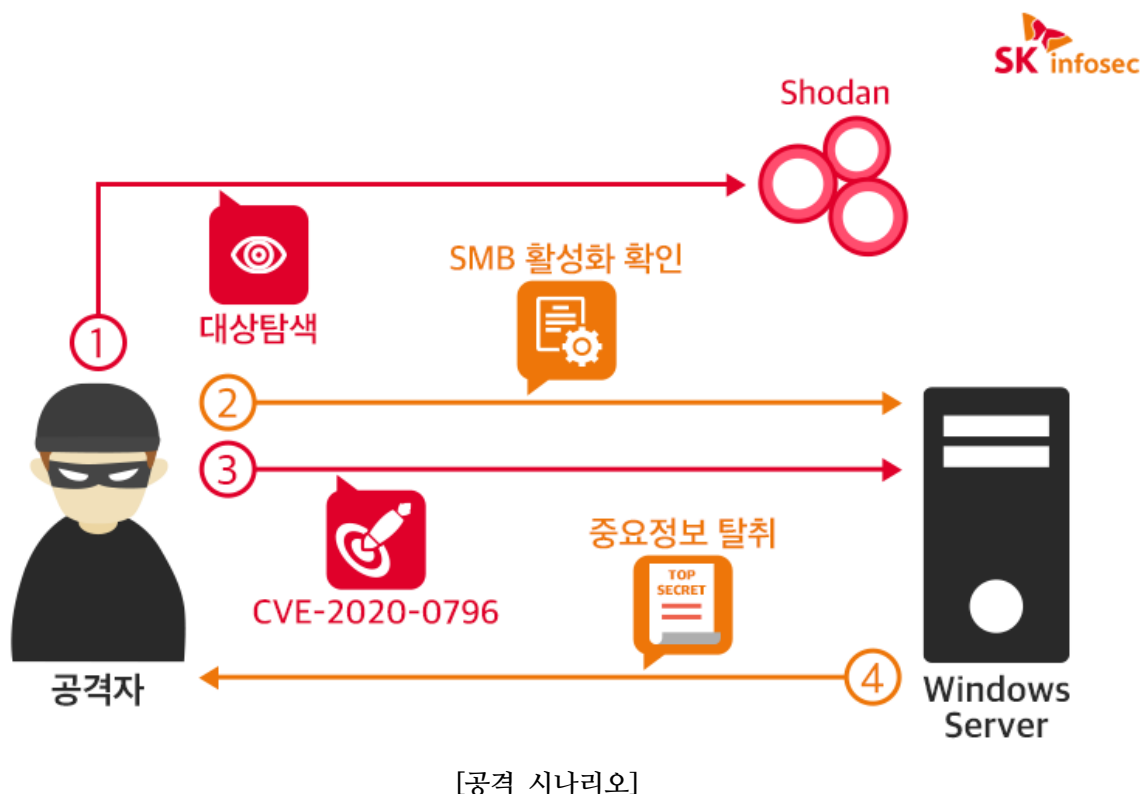 SK infosec
Shodan
SMB 활성화 확인
대상탐색
1
2
3
CVE-2020-0796
중요정보 탈취
TOP
SECRET
4
공격자
Windows
Server
[공격 시나리오]